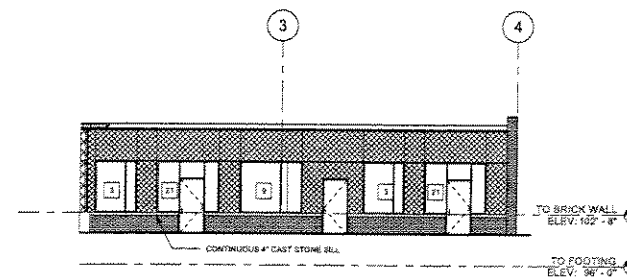 3
4
3
21
9
3
21
TO BRICK WALL
ELEV: 102' - 8"
CONTINUOUS 4" CAST STONE SILL
TO FOOTING
ELEV: 96' - 0"